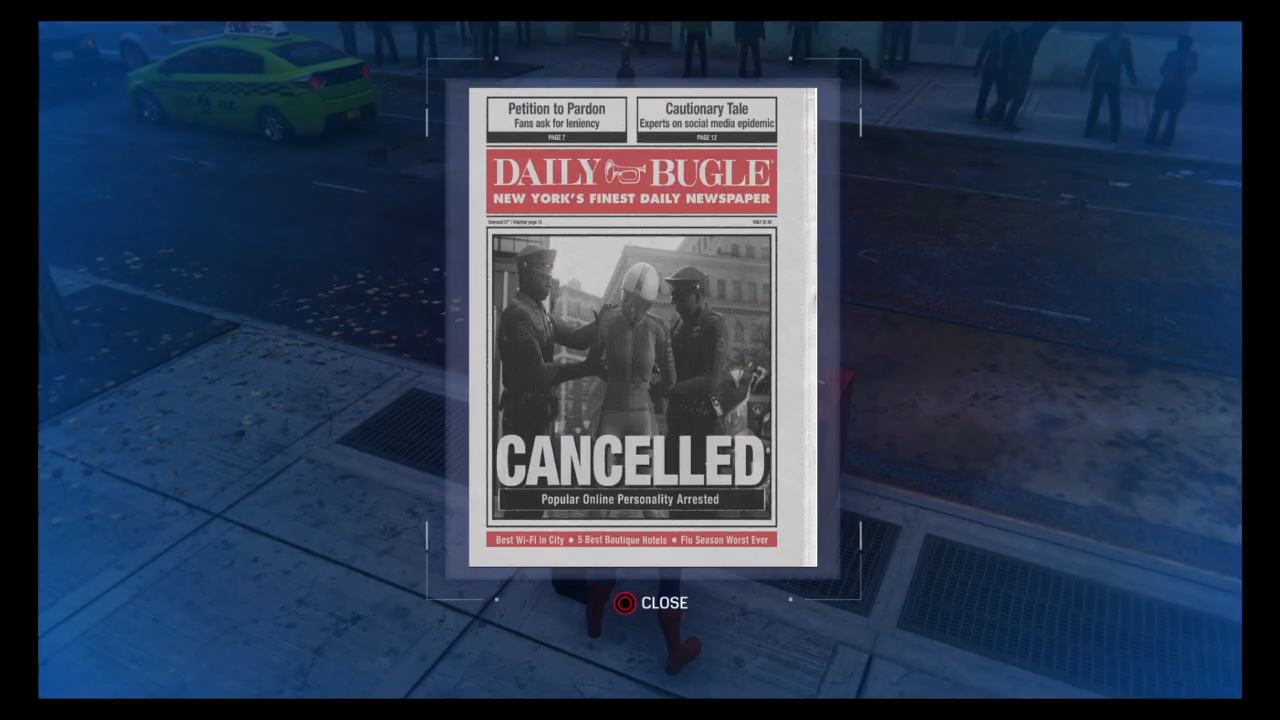 Petition to Pardon
Fans ask for leniency
PAGE 7
Cautionary Tale
Experts on social media epidemic
PAGE 12
DAILY BUGLE
NEW YORK'S FINEST DAILY NEWSPAPER
CANCELLED
Popular Online Personality Arrested
Best Wi-Fi in City • 5 Best Boutique Hotels • Flu Season Worst Ever
CLOSE